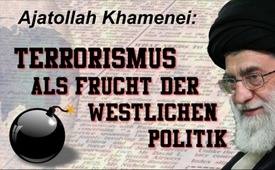 Ajatollah Khamenei:
TERRORISMUS
ALS FRUCHT DER
WESTLICHEN
POLITIK